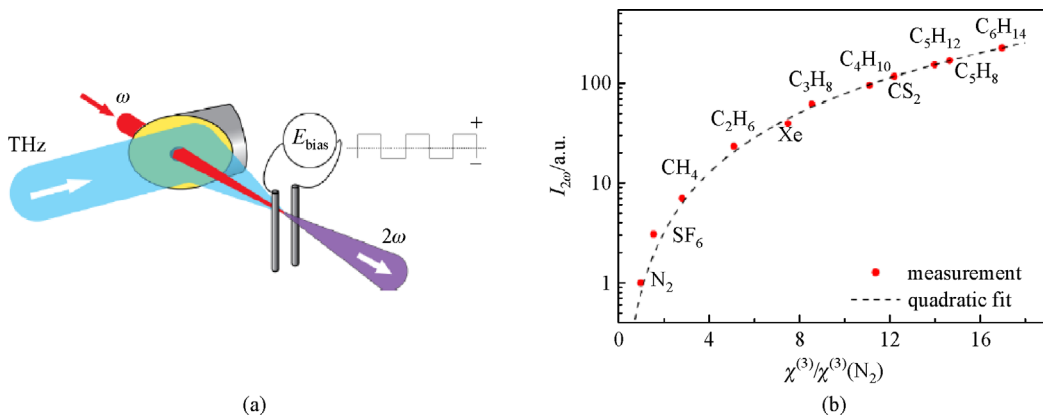 ω
THz
E_bias
+
−
2ω
(a)
I_2ω/a.u.
100
10
1
0
4
8
12
16
χ^(3)/χ^(3)(N₂)
N₂
SF₆
CH₄
C₂H₆
Xe
C₃H₈
C₄H₁₀
CS₂
C₅H₁₂
C₅H₈
C₆H₁₄
measurement
quadratic fit
(b)